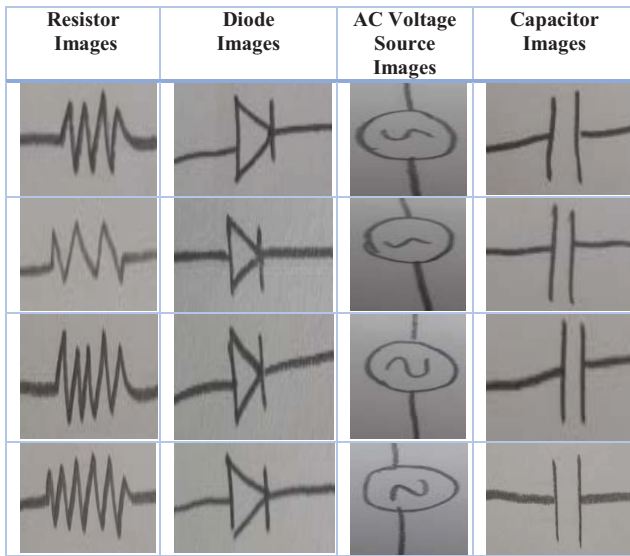 Resistor
Images
Diode
Images
AC Voltage
Source
Images
Capacitor
Images